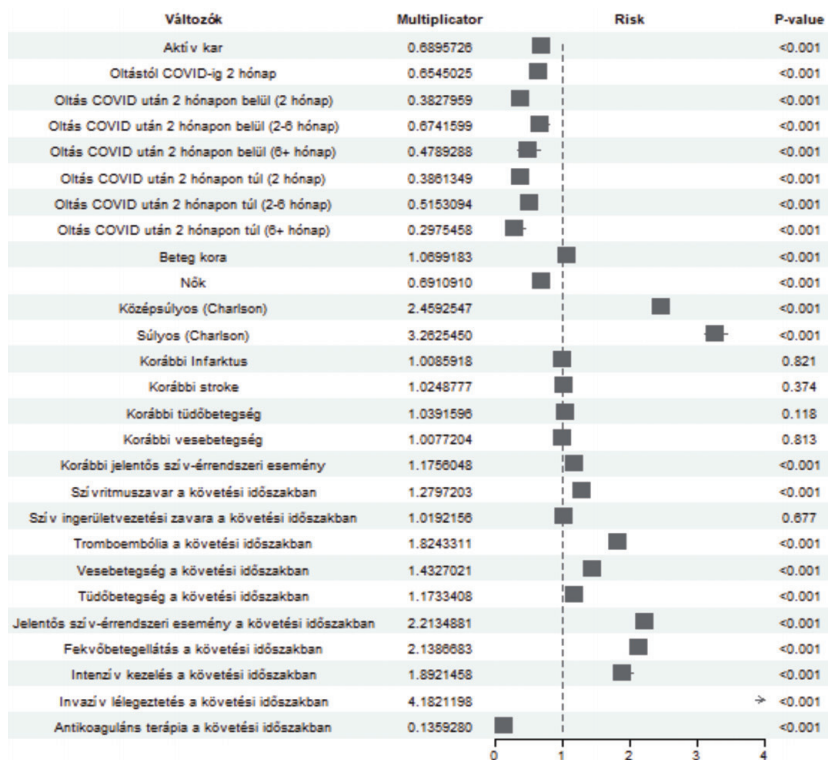 Változók Multiplicator Risk P-value
Aktív kar 0.6895726 <0.001
Oltástól COVID-ig 2 hónap 0.6545025 <0.001
Oltás COVID után 2 hónapon belül (2 hónap) 0.3827959 <0.001
Oltás COVID után 2 hónapon belül (2-6 hónap) 0.6741599 <0.001
Oltás COVID után 2 hónapon belül (6+ hónap) 0.4789288 <0.001
Oltás COVID után 2 hónapon túl (2 hónap) 0.3861349 <0.001
Oltás COVID után 2 hónapon túl (2-6 hónap) 0.5153094 <0.001
Oltás COVID után 2 hónapon túl (6+ hónap) 0.2975458 <0.001
Beteg kora 1.0699183 <0.001
Nők 0.6910910 <0.001
Középsúlyos (Charlson) 2.4592547 <0.001
Súlyos (Charlson) 3.2625450 <0.001
Korábbi Infarktus 1.0085918 0.821
Korábbi stroke 1.0248777 0.374
Korábbi tüdőbetegség 1.0391596 0.118
Korábbi vesebetegség 1.0077204 0.813
Korábbi jelentős szív-érrendszeri esemény 1.1756048 <0.001
Szívritmuszavar a követési időszakban 1.2797203 <0.001
Szív ingerületvezetési zavara a követési időszakban 1.0192156 0.677
Tromboembólia a követési időszakban 1.8243311 <0.001
Vesebetegség a követési időszakban 1.4327021 <0.001
Tüdőbetegség a követési időszakban 1.1733408 <0.001
Jelentős szív-érrendszeri esemény a követési időszakban 2.2134881 <0.001
Fekvőbetegellátás a követési időszakban 2.1386683 <0.001
Intenzív kezelés a követési időszakban 1.8921458 <0.001
Invazív lélegeztetés a követési időszakban 4.1821198 <0.001
Antikoaguláns terápia a követési időszakban 0.1359280 <0.001
0 1 2 3 4